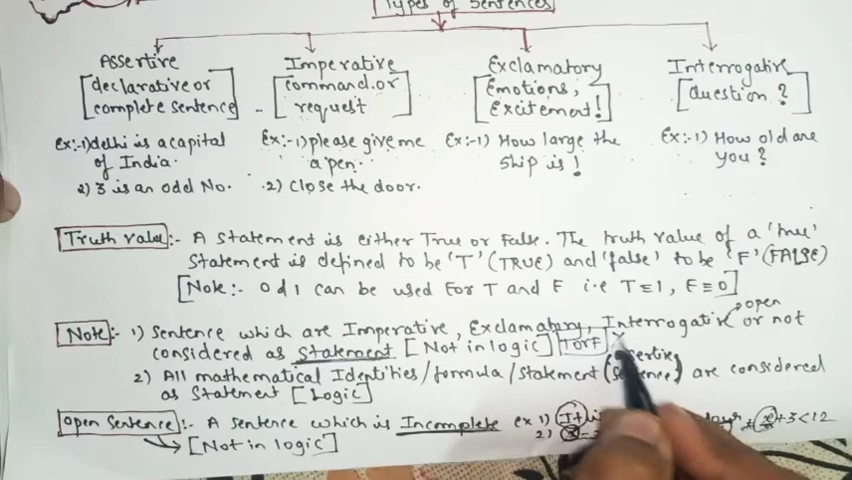 Types of Sentences
Assertive
[declarative or
complete sentence]
Ex:-1) delhi is a capital
of India.
2) 3 is an odd No.
Imperative
[command or
request]
Ex:-1) please give me
a pen.
2) Close the door.
Exclamatory
[Emotions,
Excitement!]
Ex:-1) How large the
ship is!
Interrogative
[Question?]
Ex:-1) How old are
you?
Truth value:- A Statement is either True or False. The truth value of a 'true'
Statement is defined to be 'T' (TRUE) and 'false' to be 'F' (FALSE)
[Note:- 0 & 1 can be used for T and F i.e T≡1, F≡0]
Note:- 1) Sentence which are Imperative, Exclamatory, Interrogative or not
open
considered as Statement [Not in logic] T or F
2) All mathematical Identities/formula/statement (Assertive Sentence) are considered
as Statement [Logic]
Open Sentence:- A sentence which is Incomplete ex 1) It x+3<12
→ [Not in logic] 2) x